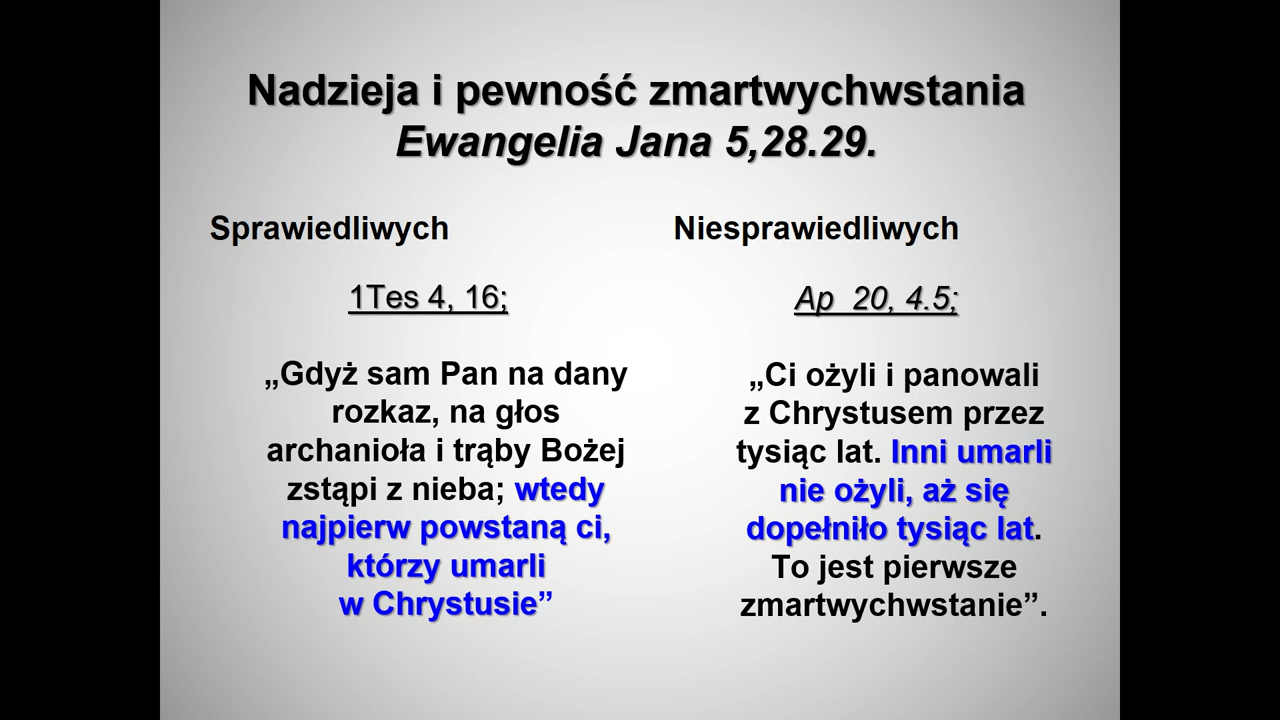 Nadzieja i pewność zmartwychwstania
Ewangelia Jana 5,28.29.
Sprawiedliwych
1Tes 4, 16;
„Gdyż sam Pan na dany
rozkaz, na głos
archanioła i trąby Bożej
zstąpi z nieba; wtedy
najpierw powstaną ci,
którzy umarli
w Chrystusie”
Niesprawiedliwych
Ap 20, 4.5;
„Ci ożyli i panowali
z Chrystusem przez
tysiąc lat. Inni umarli
nie ożyli, aż się
dopełniło tysiąc lat.
To jest pierwsze
zmartwychwstanie”.